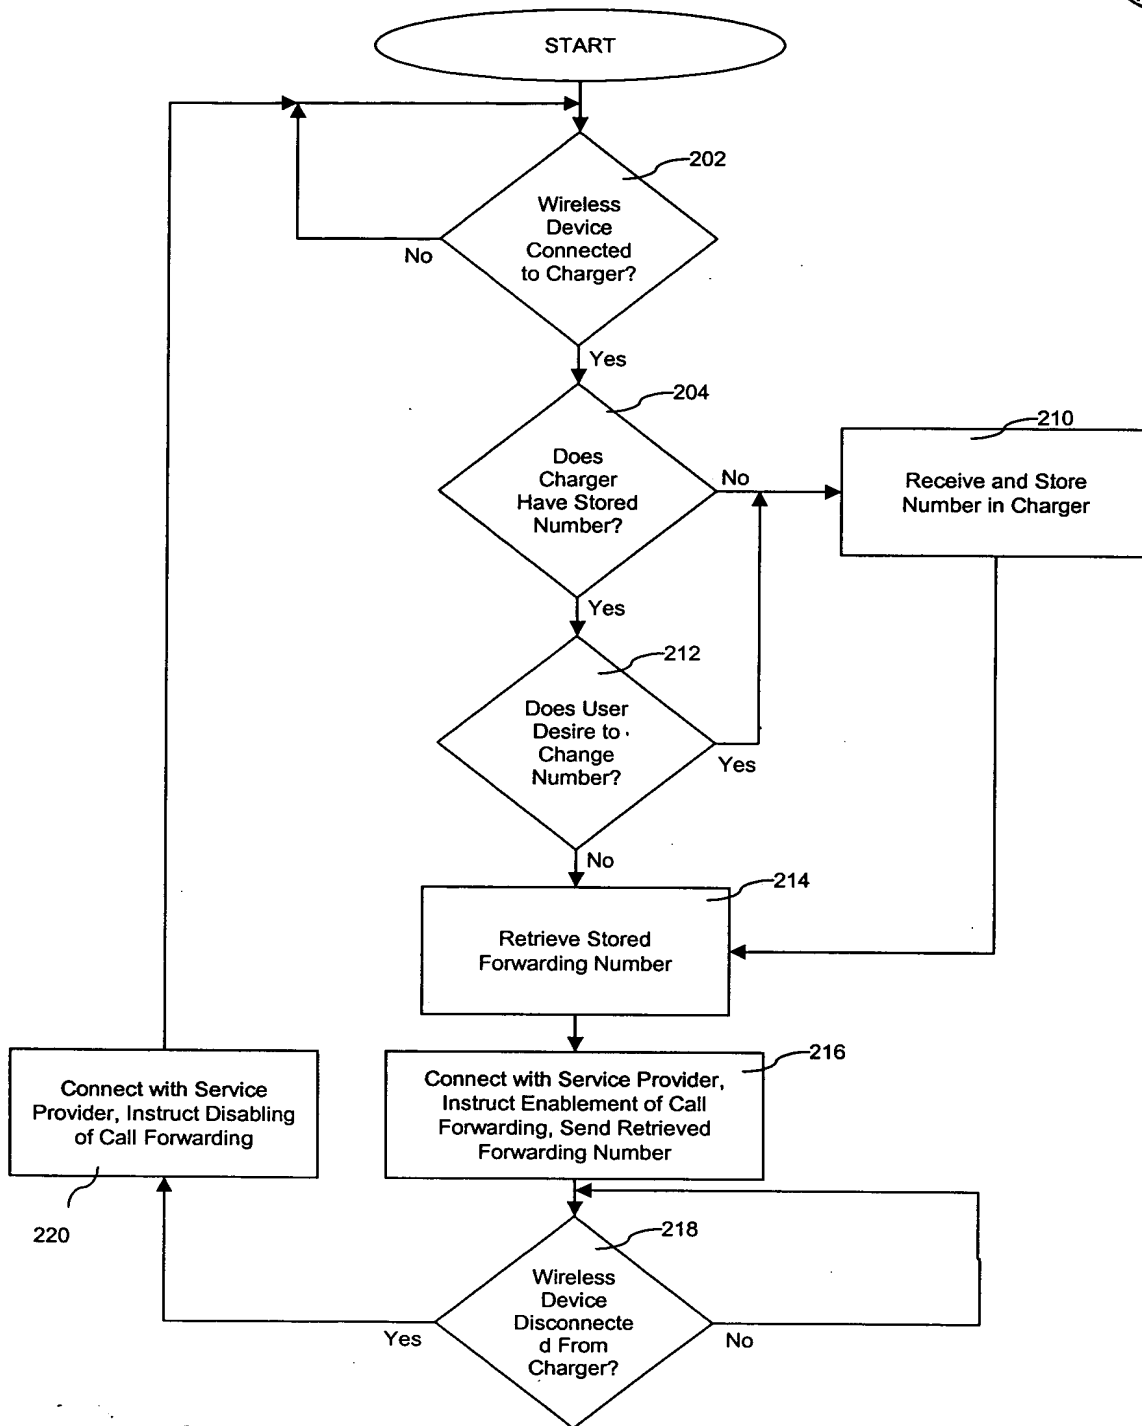 START
202
Wireless
Device
Connected
to Charger?
No
Yes
204
Does
Charger
Have Stored
Number?
No
210
Receive and Store
Number in Charger
Yes
212
Does User
Desire to
Change
Number?
Yes
No
214
Retrieve Stored
Forwarding Number
216
Connect with Service Provider,
Instruct Enablement of Call
Forwarding, Send Retrieved
Forwarding Number
Connect with Service
Provider, Instruct Disabling
of Call Forwarding
220
218
Wireless
Device
Disconnecte
d From
Charger?
Yes
No